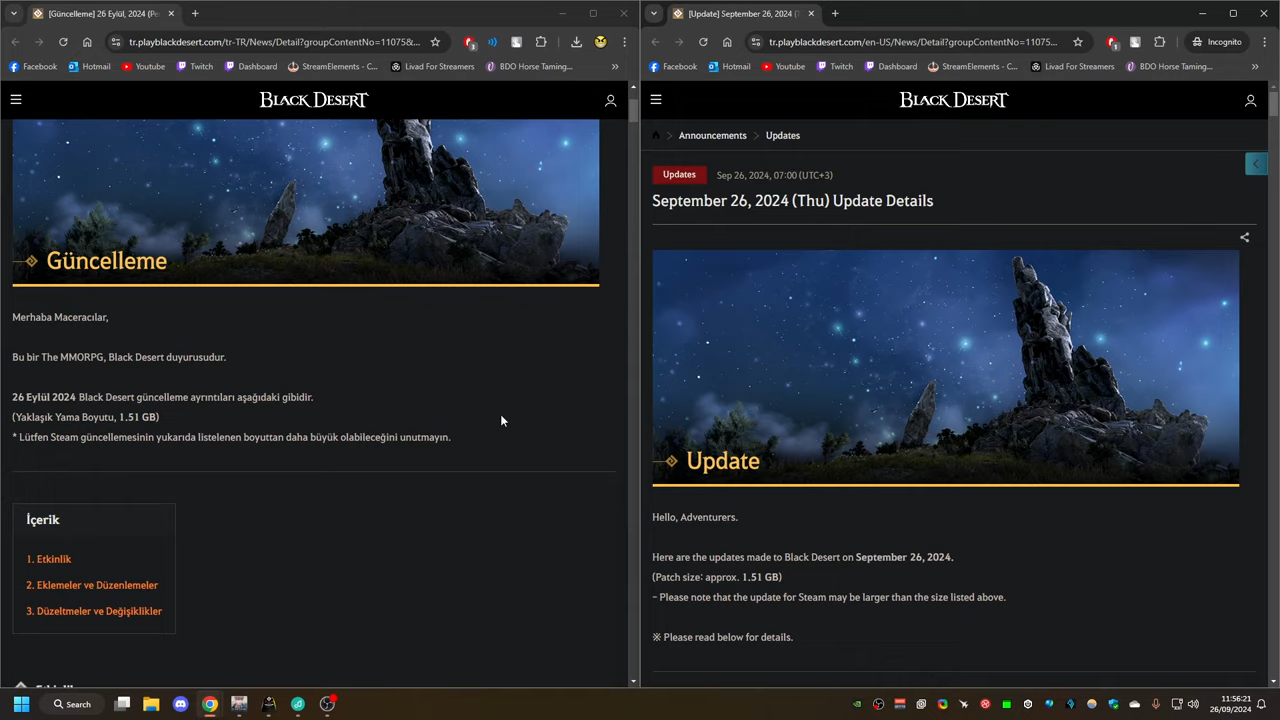 [Güncelleme] 26 Eylül, 2024 (Pe
tr.playblackdesert.com/tr-TR/News/Detail?groupContentNo=11075&...
Facebook
Hotmail
Youtube
Twitch
Dashboard
StreamElements - C...
Livad For Streamers
BDO Horse Taming...
BLACK DESERT
Güncelleme
Merhaba Maceracılar,
Bu bir The MMORPG, Black Desert duyurusudur.
26 Eylül 2024 Black Desert güncelleme ayrıntıları aşağıdaki gibidir.
(Yaklaşık Yama Boyutu, 1.51 GB)
* Lütfen Steam güncellemesinin yukarıda listelenen boyuttan daha büyük olabileceğini unutmayın.
İçerik
1. Etkinlik
2. Eklemeler ve Düzenlemeler
3. Düzeltmeler ve Değişiklikler
[Update] September 26, 2024 (T
tr.playblackdesert.com/en-US/News/Detail?groupContentNo=11075...
Incognito
Facebook
Hotmail
Youtube
Twitch
Dashboard
StreamElements - C...
Livad For Streamers
BDO Horse Taming...
BLACK DESERT
Announcements
Updates
Updates
Sep 26, 2024, 07:00 (UTC+3)
September 26, 2024 (Thu) Update Details
Update
Hello, Adventurers.
Here are the updates made to Black Desert on September 26, 2024.
(Patch size: approx. 1.51 GB)
- Please note that the update for Steam may be larger than the size listed above.
※ Please read below for details.
Search
11:56:21
26/09/2024